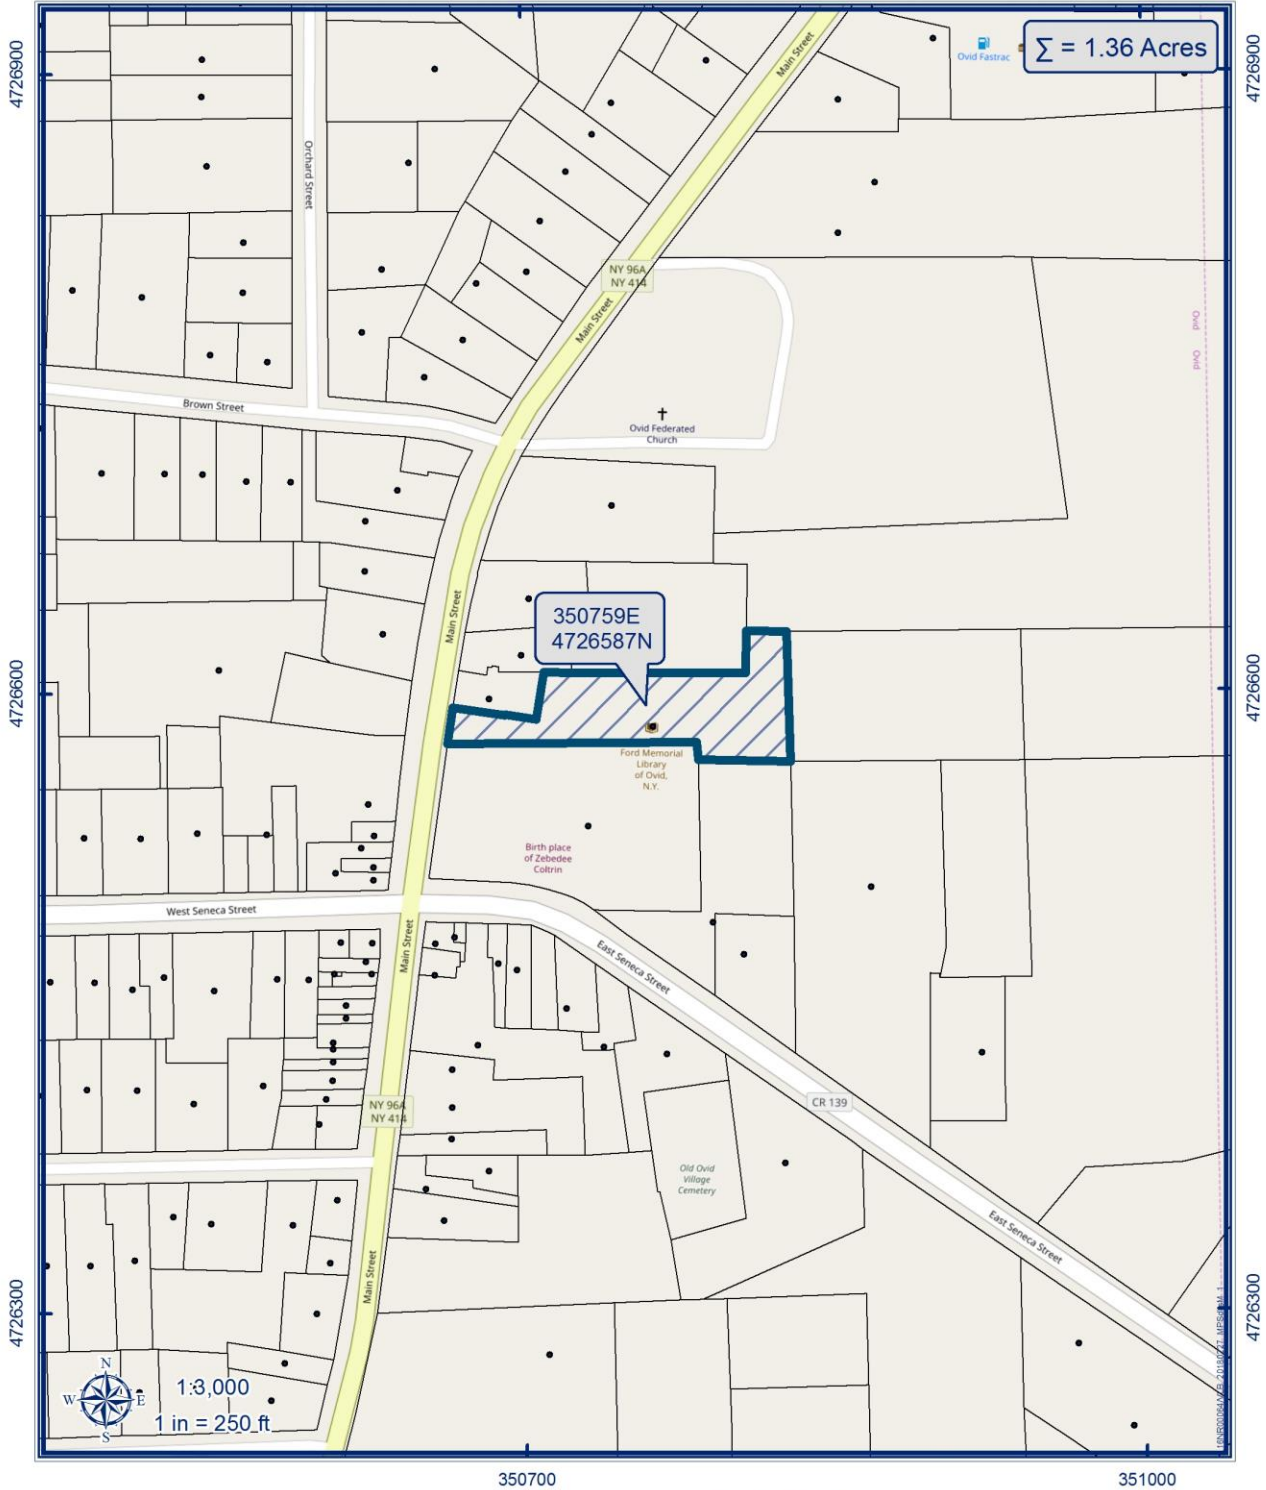 Main Street
Ovid Fastrac
Σ = 1.36 Acres
4726900
4726900
Orchard Street
NY 96A
NY 414
Main Street
Ovid
Ovid
Brown Street
Ovid Federated
Church
Main Street
350759E
4726587N
4726600
4726600
Ford Memorial
Library
of Ovid,
N.Y.
Birth place
of Zebedee
Coltrin
West Seneca Street
Main Street
East Seneca Street
NY 96A
NY 414
CR 139
Old Ovid
Village
Cemetery
East Seneca Street
Main Street
4726300
4726300
N
W
E
S
1:3,000
1 in = 250 ft
350700
351000